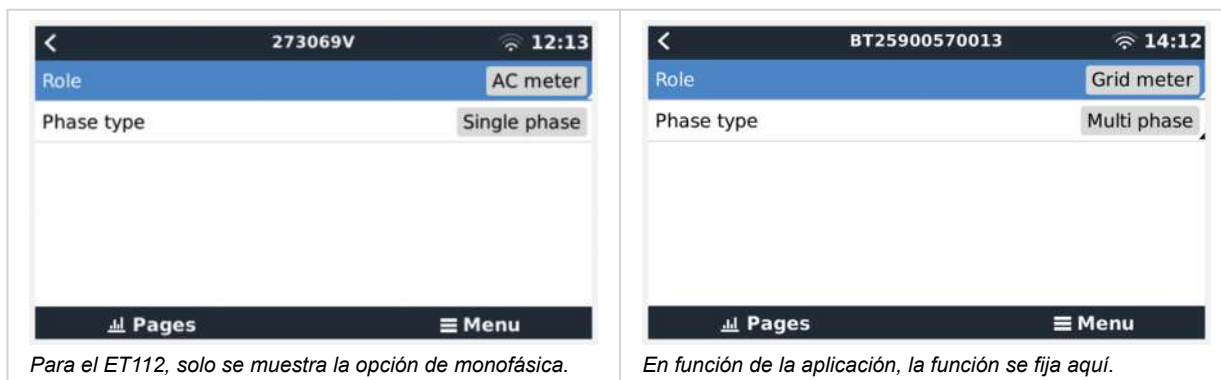 273069V 12:13
Role AC meter
Phase type Single phase
Pages Menu
Para el ET112, solo se muestra la opción de monofásica.
BT25900570013 14:12
Role Grid meter
Phase type Multi phase
Pages Menu
En función de la aplicación, la función se fija aquí.